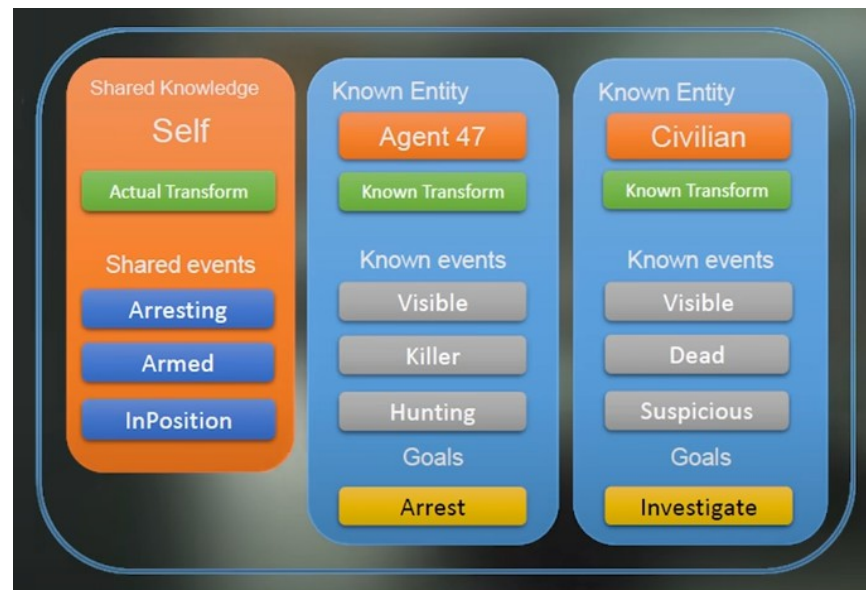 Shared Knowledge
Self
Actual Transform
Shared events
Arresting
Armed
InPosition
Known Entity
Agent 47
Known Transform
Known events
Visible
Killer
Hunting
Goals
Arrest
Known Entity
Civilian
Known Transform
Known events
Visible
Dead
Suspicious
Goals
Investigate